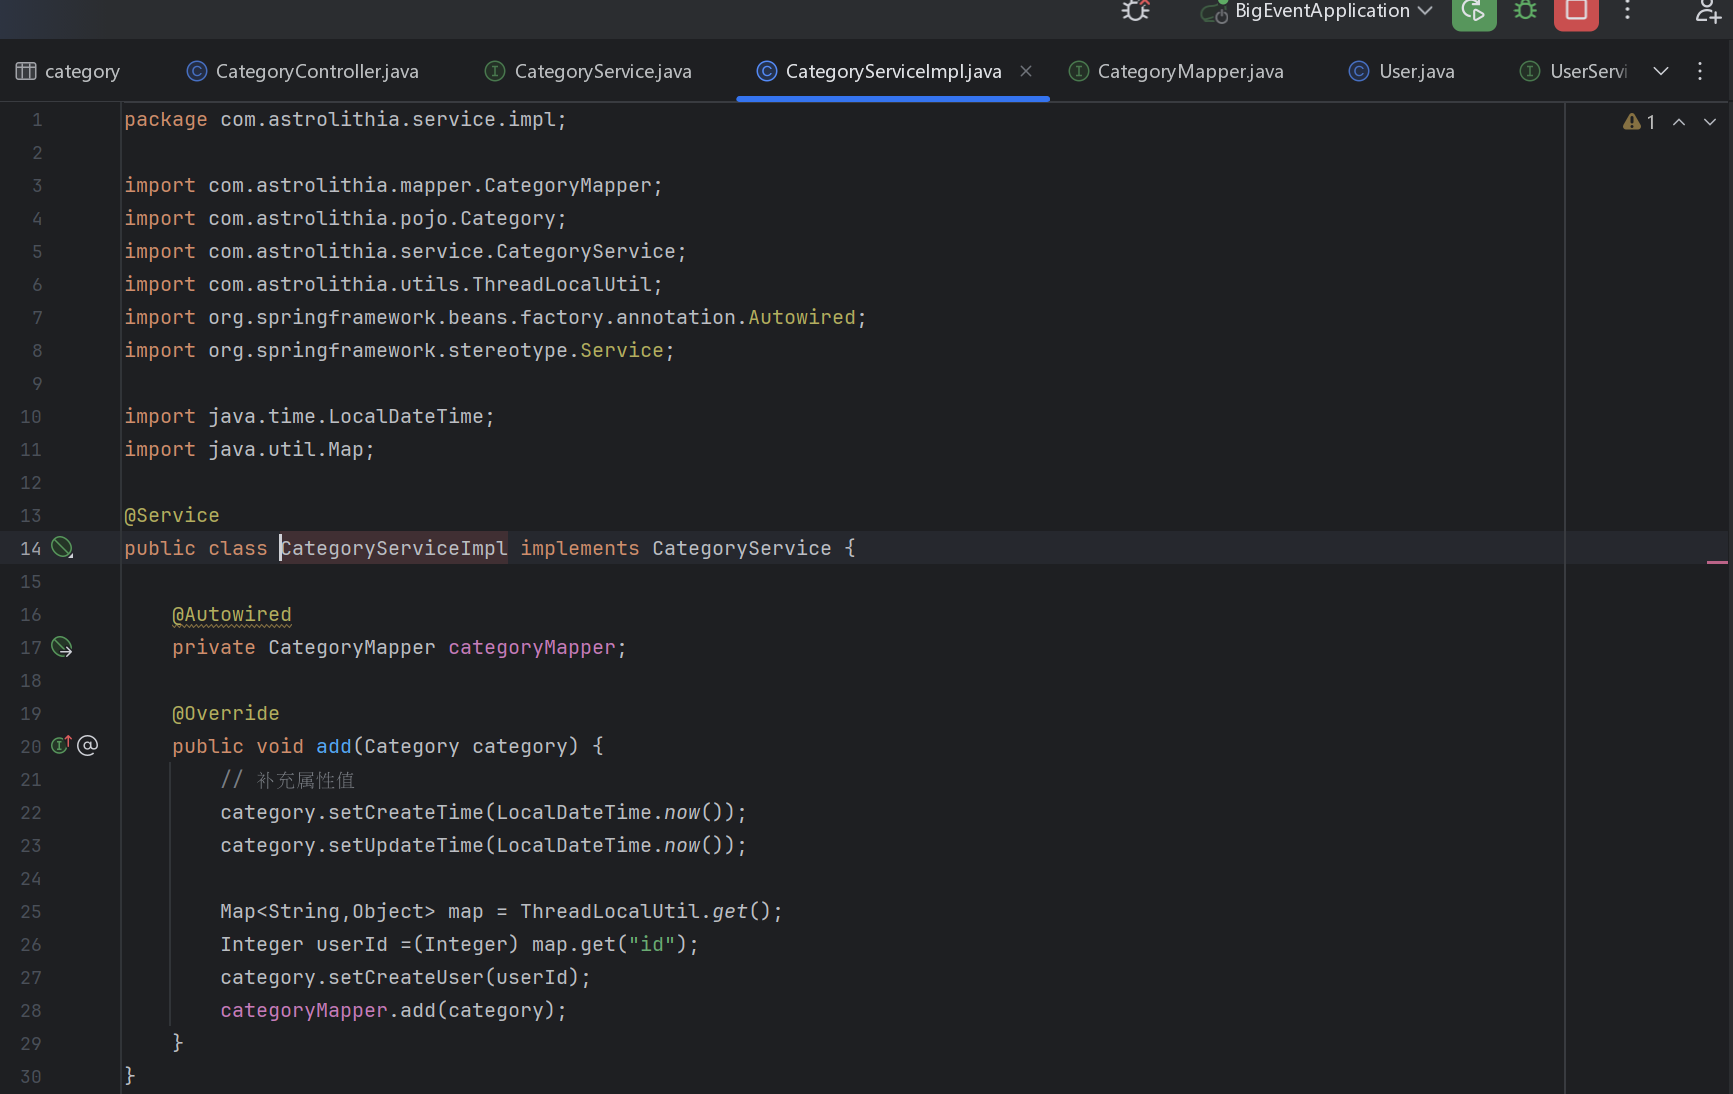 BigEventApplication
category CategoryController.java CategoryService.java CategoryServiceImpl.java CategoryMapper.java User.java UserServi
1 package com.astrolithia.service.impl; 1
2
3 import com.astrolithia.mapper.CategoryMapper;
4 import com.astrolithia.pojo.Category;
5 import com.astrolithia.service.CategoryService;
6 import com.astrolithia.utils.ThreadLocalUtil;
7 import org.springframework.beans.factory.annotation.Autowired;
8 import org.springframework.stereotype.Service;
9
10 import java.time.LocalDateTime;
11 import java.util.Map;
12
13 @Service
14 public class CategoryServiceImpl implements CategoryService {
15
16 @Autowired
17 private CategoryMapper categoryMapper;
18
19 @Override
20 public void add(Category category) {
21 // 补充属性值
22 category.setCreateTime(LocalDateTime.now());
23 category.setUpdateTime(LocalDateTime.now());
24
25 Map<String,Object> map = ThreadLocalUtil.get();
26 Integer userId =(Integer) map.get("id");
27 category.setCreateUser(userId);
28 categoryMapper.add(category);
29 }
30 }